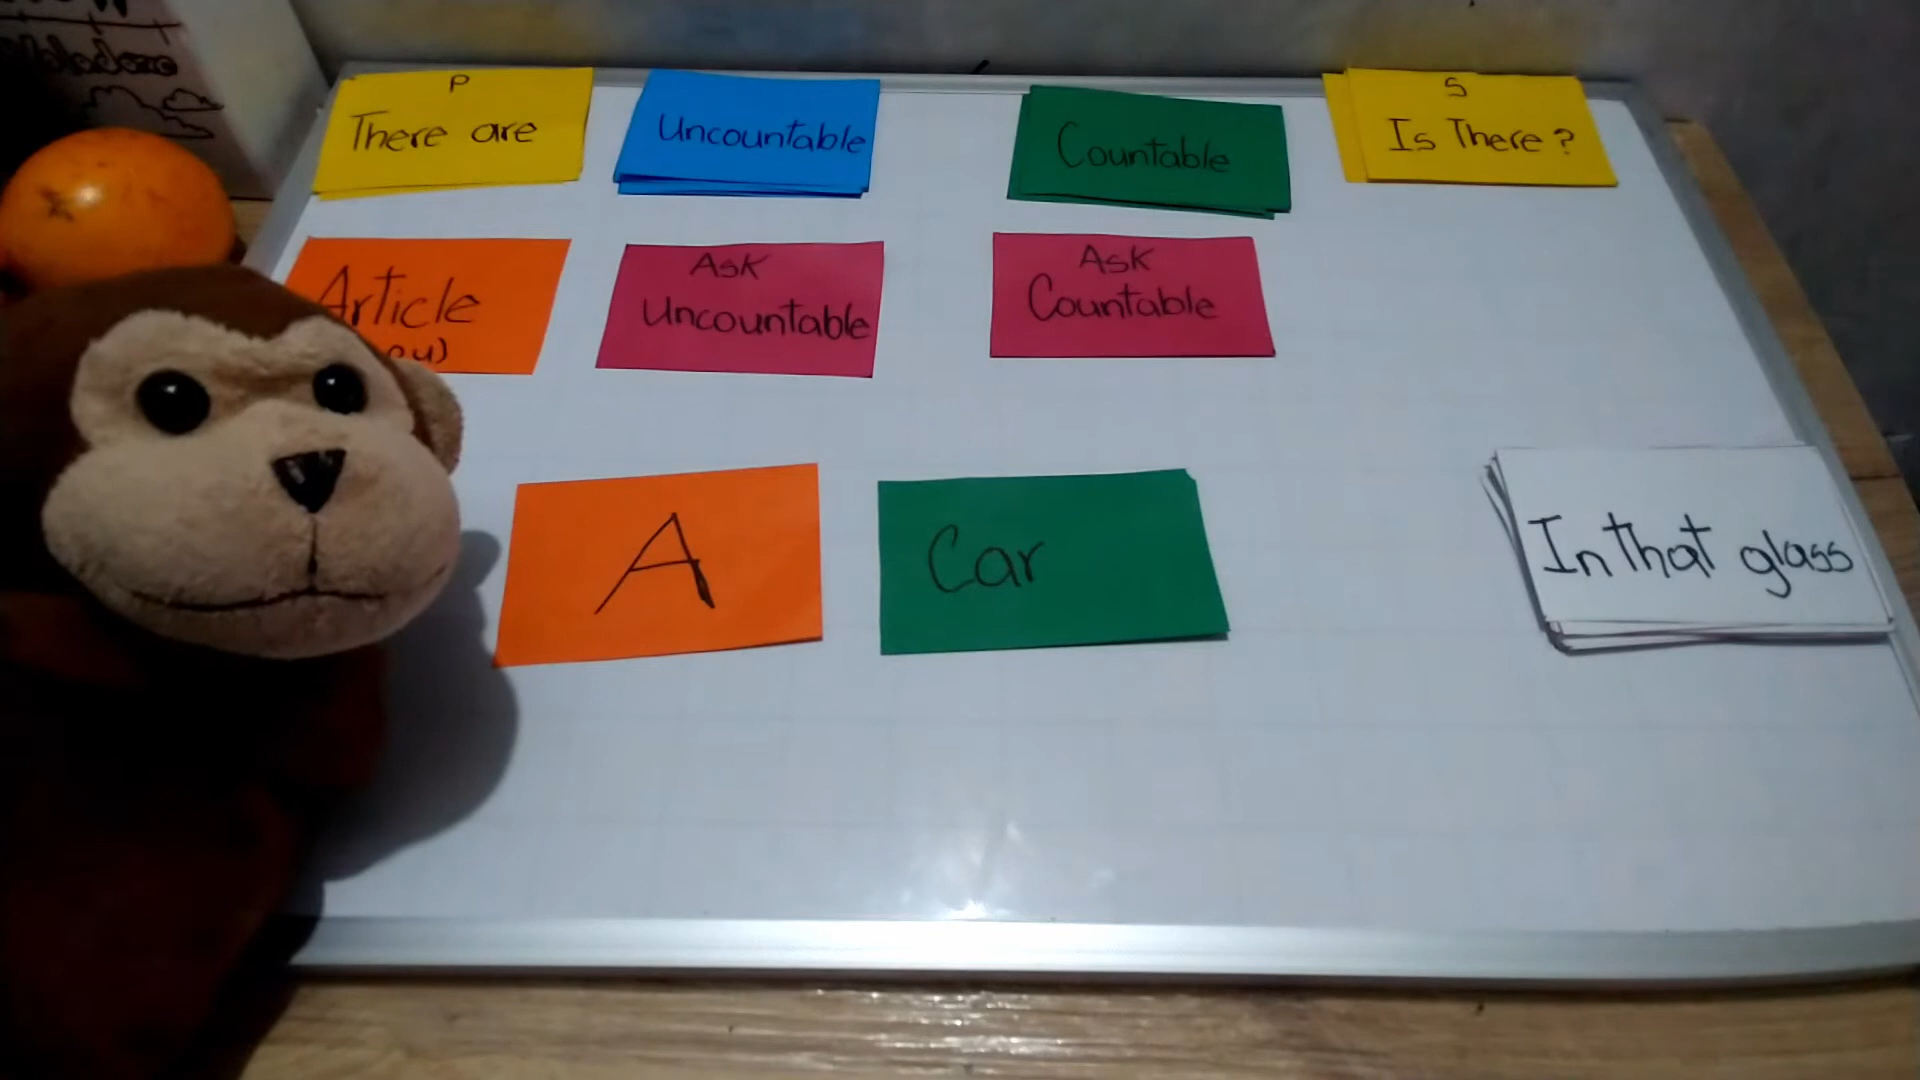 P
There are
Uncountable
Countable
S
Is There?
Article
Ask
Uncountable
Ask
Countable
A
Car
In that glass